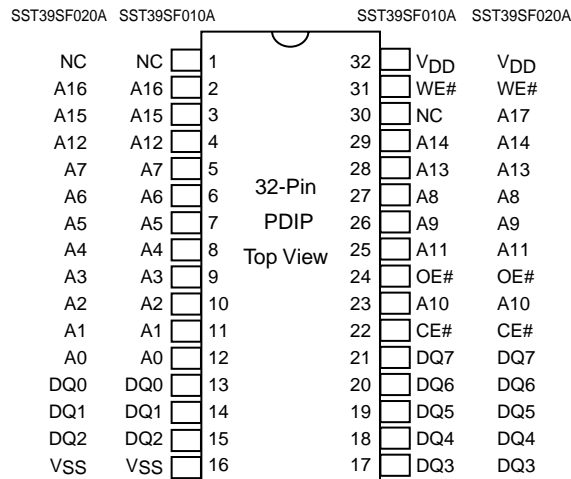 SST39SF020A SST39SF010A SST39SF010A SST39SF020A
NC NC 1 32 VDD VDD
A16 A16 2 31 WE# WE#
A15 A15 3 30 NC A17
A12 A12 4 29 A14 A14
A7 A7 5 28 A13 A13
A6 A6 6 32-Pin 27 A8 A8
A5 A5 7 PDIP 26 A9 A9
A4 A4 8 Top View 25 A11 A11
A3 A3 9 24 OE# OE#
A2 A2 10 23 A10 A10
A1 A1 11 22 CE# CE#
A0 A0 12 21 DQ7 DQ7
DQ0 DQ0 13 20 DQ6 DQ6
DQ1 DQ1 14 19 DQ5 DQ5
DQ2 DQ2 15 18 DQ4 DQ4
VSS VSS 16 17 DQ3 DQ3